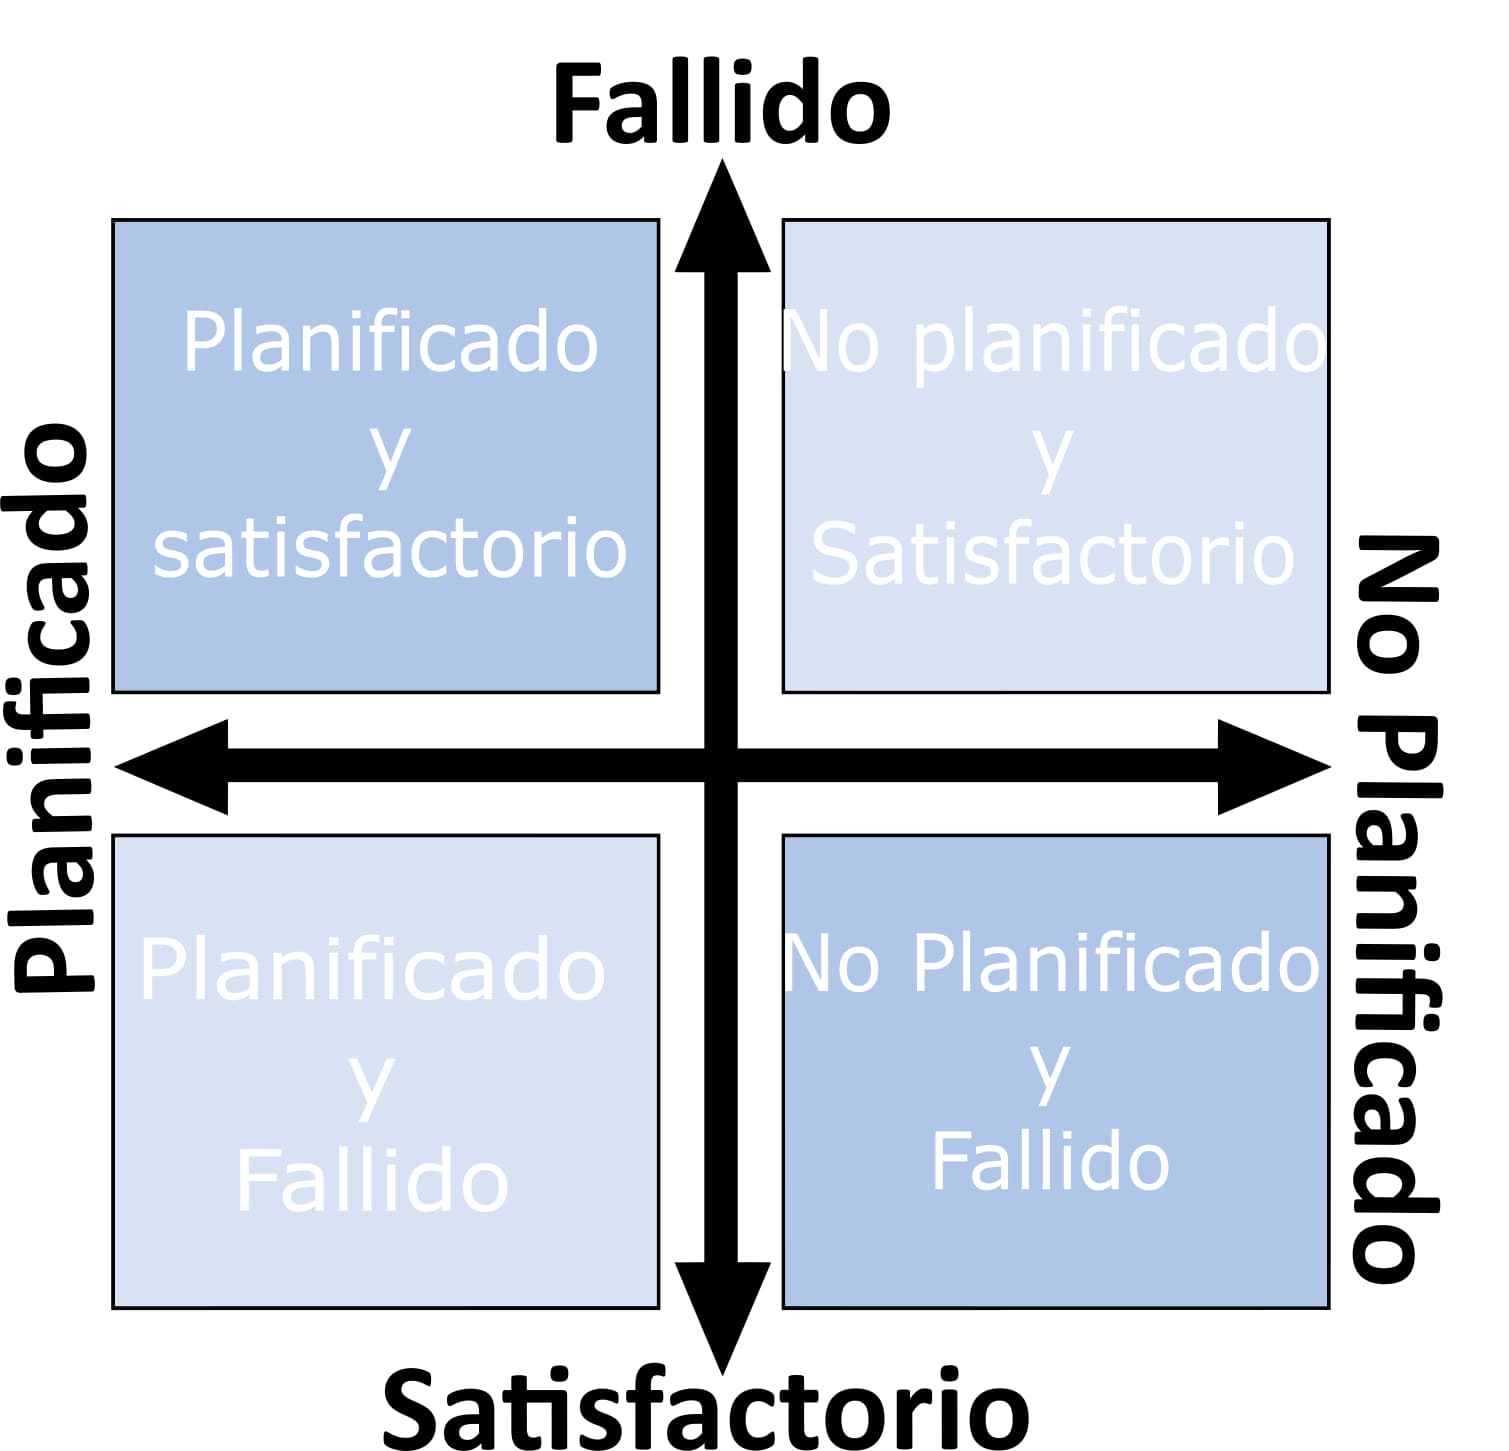 Fallido
Planificado
y
satisfactorio
No planificado
y
Satisfactorio
Planificado
No Planificado
Planificado
y
Fallido
No Planificado
y
Fallido
Satisfactorio